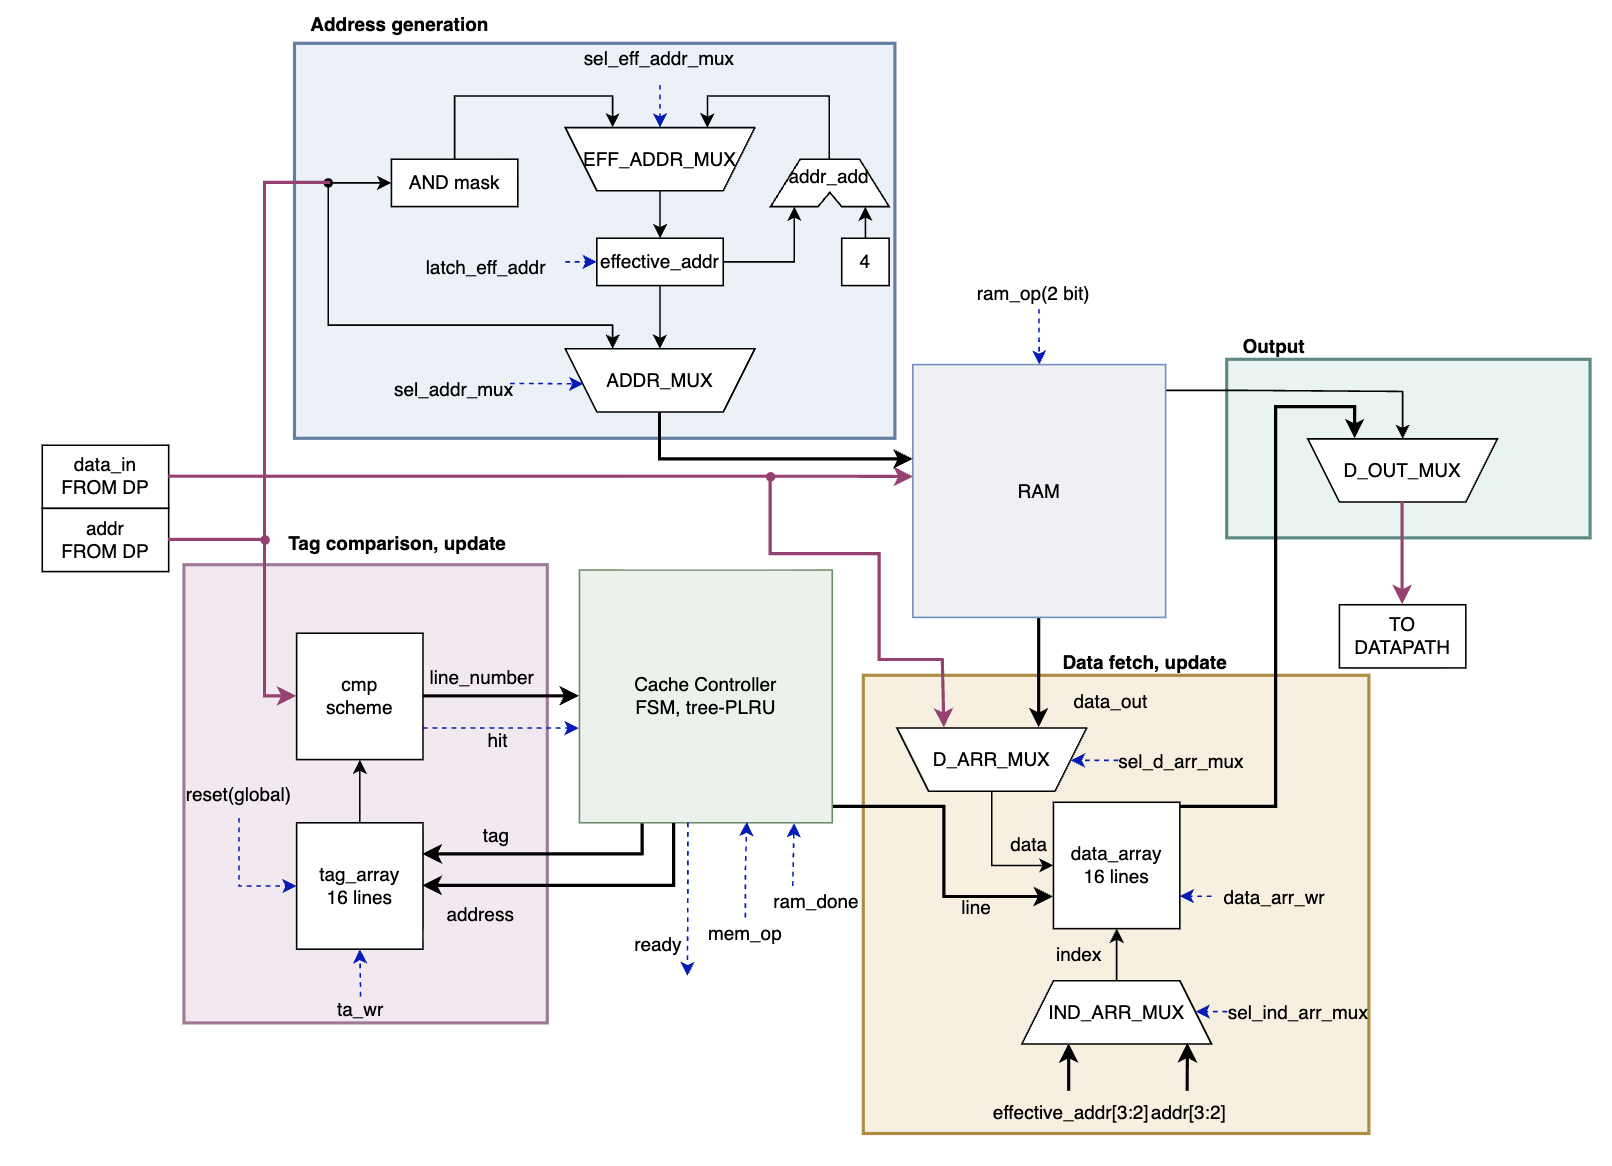 Address generation
sel_eff_addr_mux
EFF_ADDR_MUX
AND mask
addr_add
latch_eff_addr
effective_addr
4
sel_addr_mux
ADDR_MUX
ram_op(2 bit)
RAM
Output
D_OUT_MUX
TO
DATAPATH
data_in
FROM DP
addr
FROM DP
Tag comparison, update
cmp
scheme
line_number
hit
reset(global)
tag_array
16 lines
tag
address
ta_wr
Cache Controller
FSM, tree-PLRU
ready
mem_op
ram_done
Data fetch, update
data_out
D_ARR_MUX
sel_d_arr_mux
data
data_array
16 lines
line
data_arr_wr
index
IND_ARR_MUX
sel_ind_arr_mux
effective_addr[3:2]
addr[3:2]